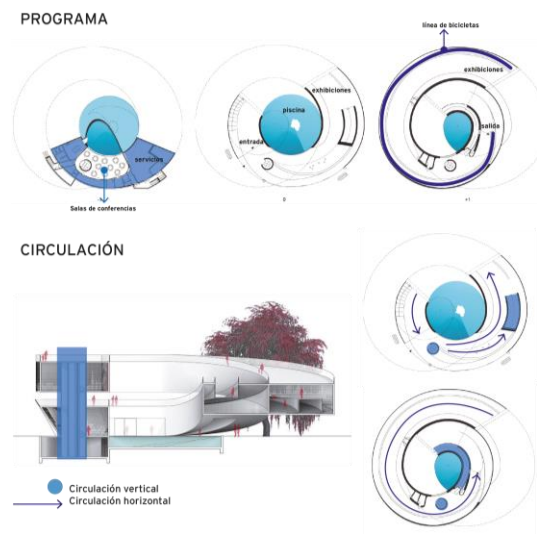 PROGRAMA
línea de bicicletas
exhibiciones
exhibiciones
piscina
salida
entrada
servicios
Salas de conferencias
0
+1
CIRCULACIÓN
Circulación vertical
Circulación horizontal